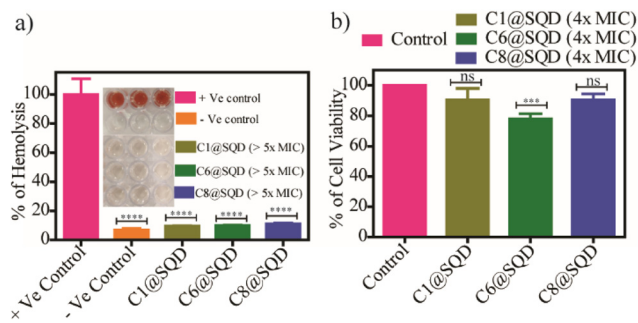 a)
% of Hemolysis
100
80
60
40
20
0
+ Ve control
- Ve control
C1@SQD (> 5x MIC)
C6@SQD (> 5x MIC)
C8@SQD (> 5x MIC)
**** **** **** ****
+ Ve Control
- Ve Control
C1@SQD
C6@SQD
C8@SQD
b)
Control
C1@SQD (4x MIC)
C6@SQD (4x MIC)
C8@SQD (4x MIC)
% of Cell Viability
100
80
60
40
20
0
ns *** ns
Control
C1@SQD
C6@SQD
C8@SQD